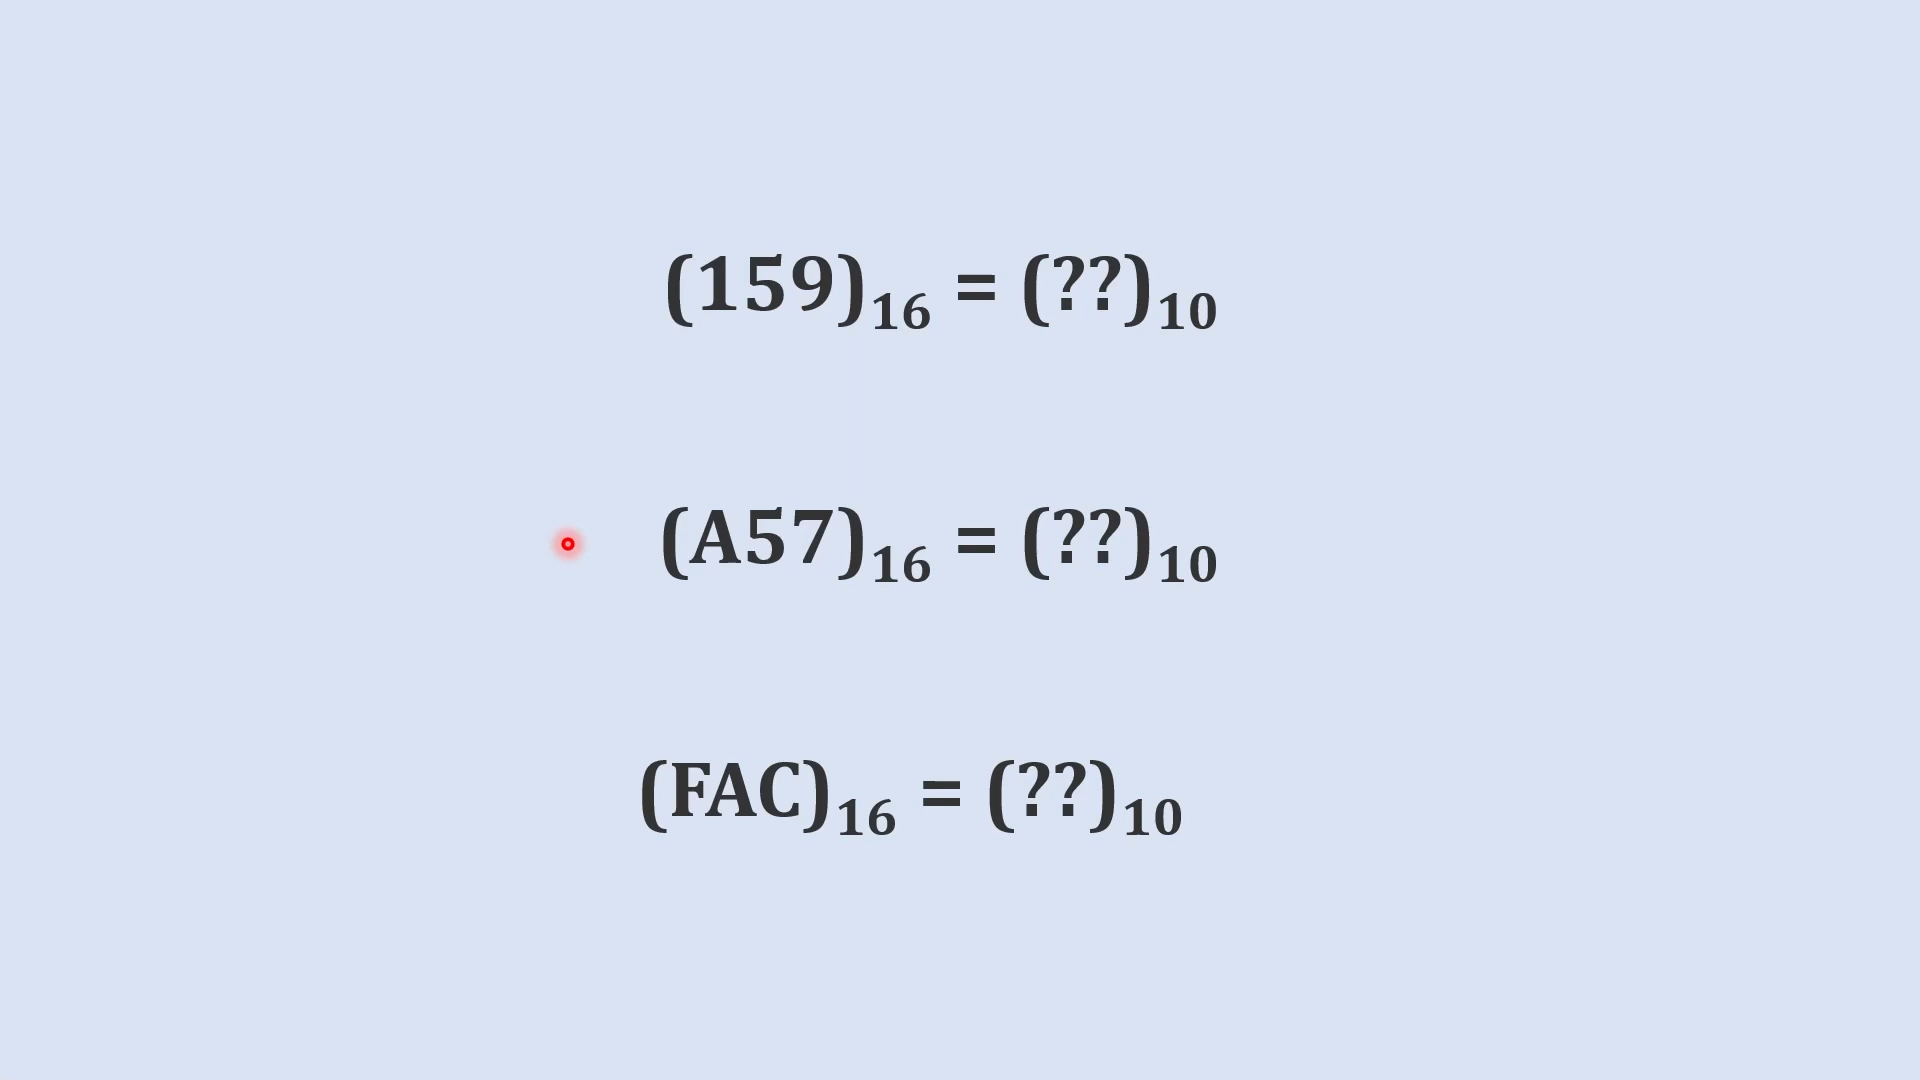 (159)₁₆ = (??)₁₀
(A57)₁₆ = (??)₁₀
(FAC)₁₆ = (??)₁₀